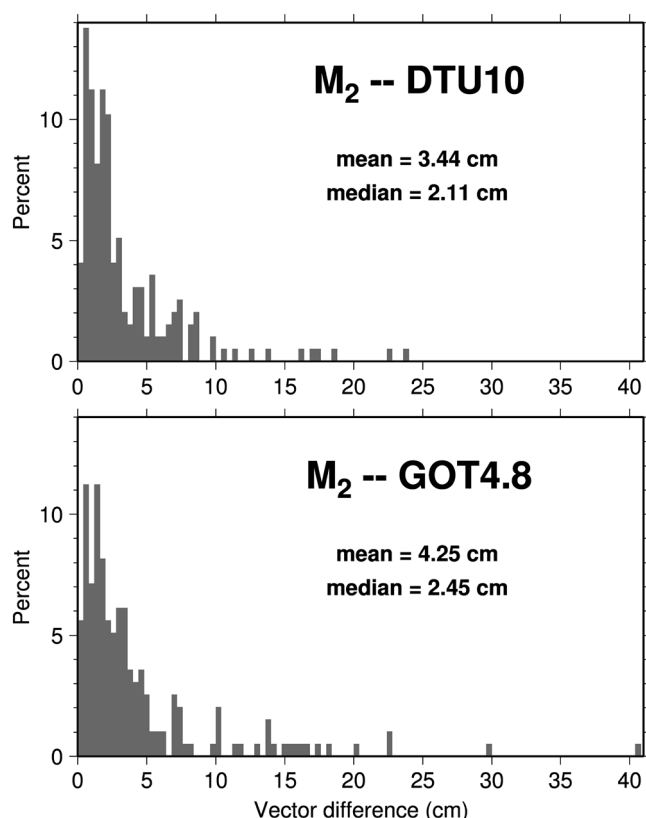 M₂ -- DTU10
mean = 3.44 cm
median = 2.11 cm
Percent
10
5
0
0 5 10 15 20 25 30 35 40
M₂ -- GOT4.8
mean = 4.25 cm
median = 2.45 cm
Percent
10
5
0
0 5 10 15 20 25 30 35 40
Vector difference (cm)